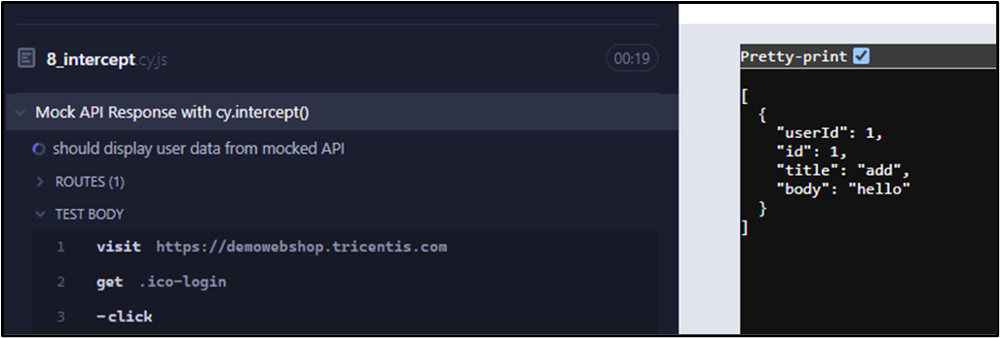 8_intercept.cy.js
00:19
Mock API Response with cy.intercept()
should display user data from mocked API
ROUTES (1)
TEST BODY
1 visit https://demowebshop.tricentis.com
2 get .ico-login
3 -click
Pretty-print
[
{
"userId": 1,
"id": 1,
"title": "add",
"body": "hello"
}
]